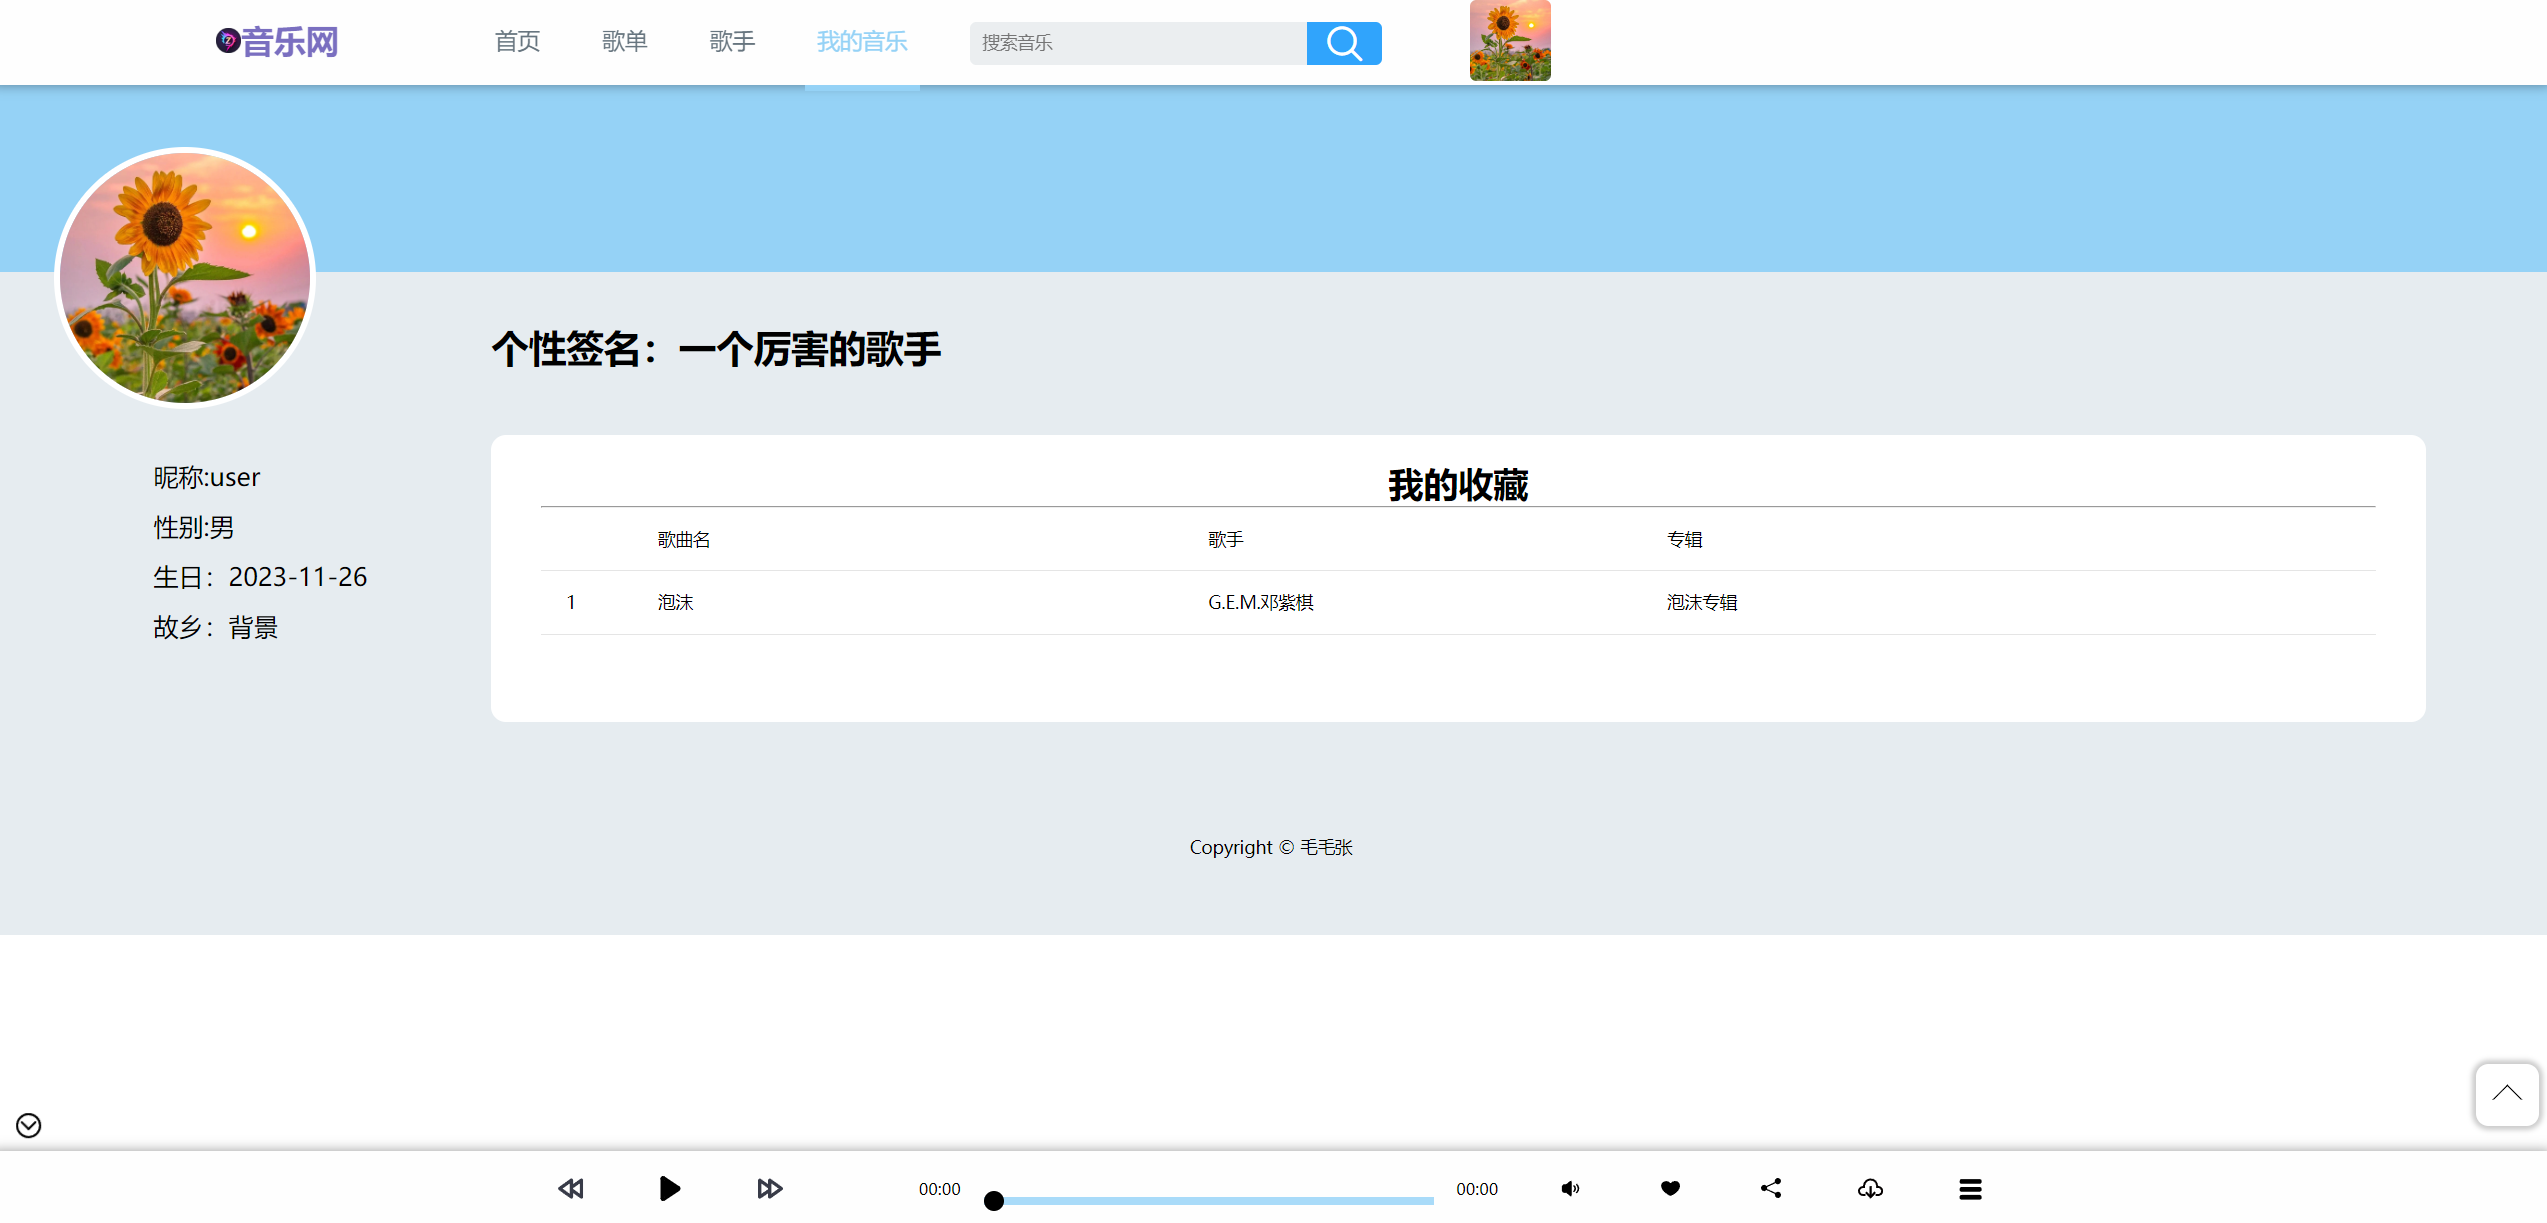 音乐网
首页 歌单 歌手 我的音乐 搜索音乐
个性签名：一个厉害的歌手
昵称:user
性别:男
生日：2023-11-26
故乡：背景
我的收藏
歌曲名 歌手 专辑
1 泡沫 G.E.M.邓紫棋 泡沫专辑
Copyright © 毛毛张
00:00 00:00